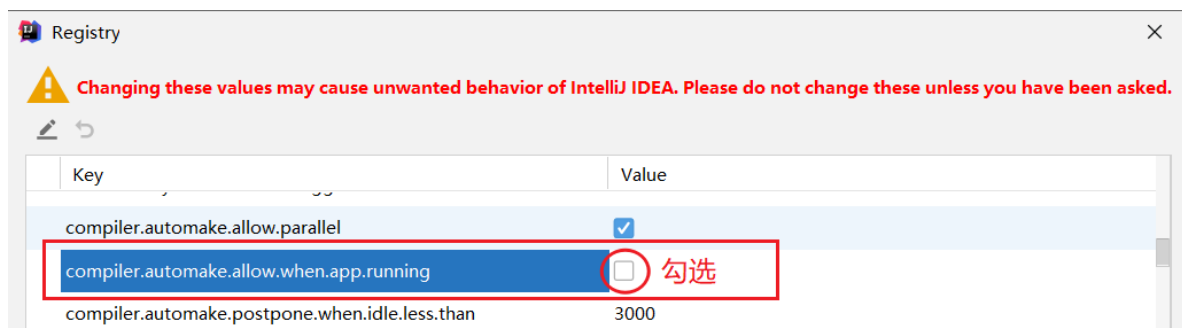 Registry
Changing these values may cause unwanted behavior of IntelliJ IDEA. Please do not change these unless you have been asked.
Key Value
compiler.automake.allow.parallel
compiler.automake.allow.when.app.running 勾选
compiler.automake.postpone.when.idle.less.than 3000